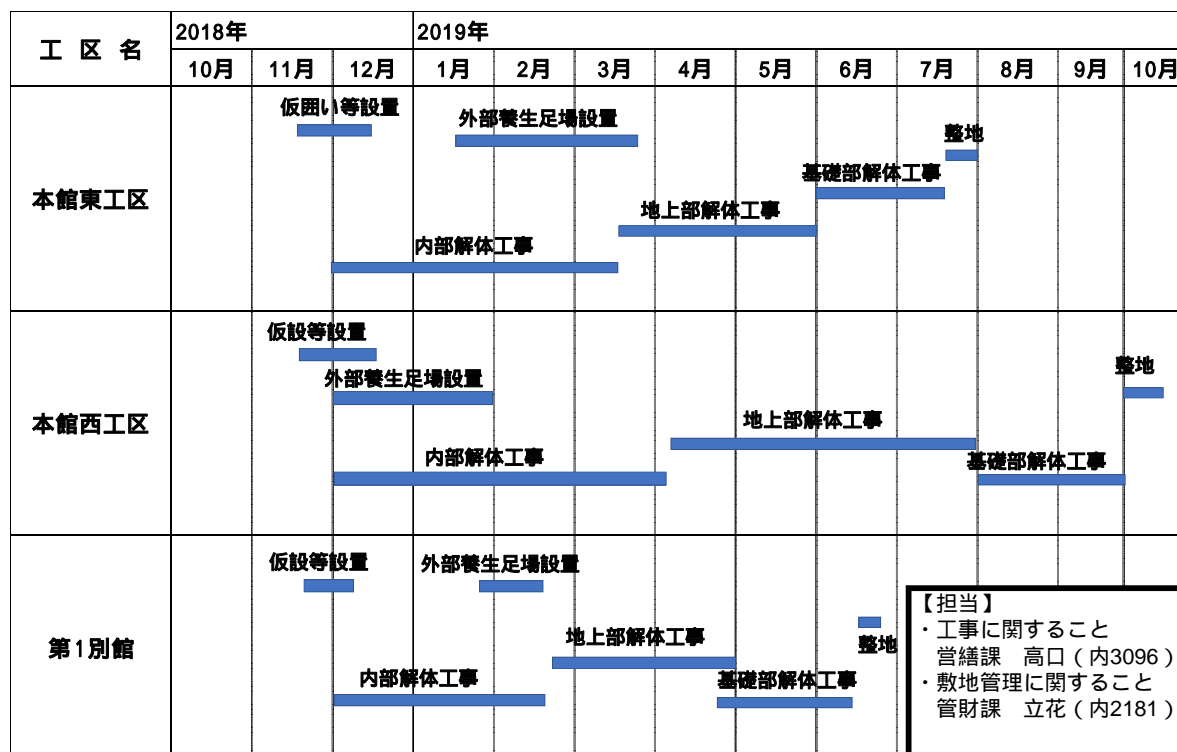 工 区 名
2018年
2019年
10月 11月 12月 1月 2月 3月 4月 5月 6月 7月 8月 9月 10月
本館東工区
仮囲い等設置
外部養生足場設置
整地
基礎部解体工事
地上部解体工事
内部解体工事
本館西工区
仮設等設置
外部養生足場設置
整地
地上部解体工事
内部解体工事
基礎部解体工事
第1別館
仮設等設置
外部養生足場設置
整地
地上部解体工事
内部解体工事
基礎部解体工事
【担当】
・工事に関すること
営繕課 高口(内3096)
・敷地管理に関すること
管財課 立花(内2181)